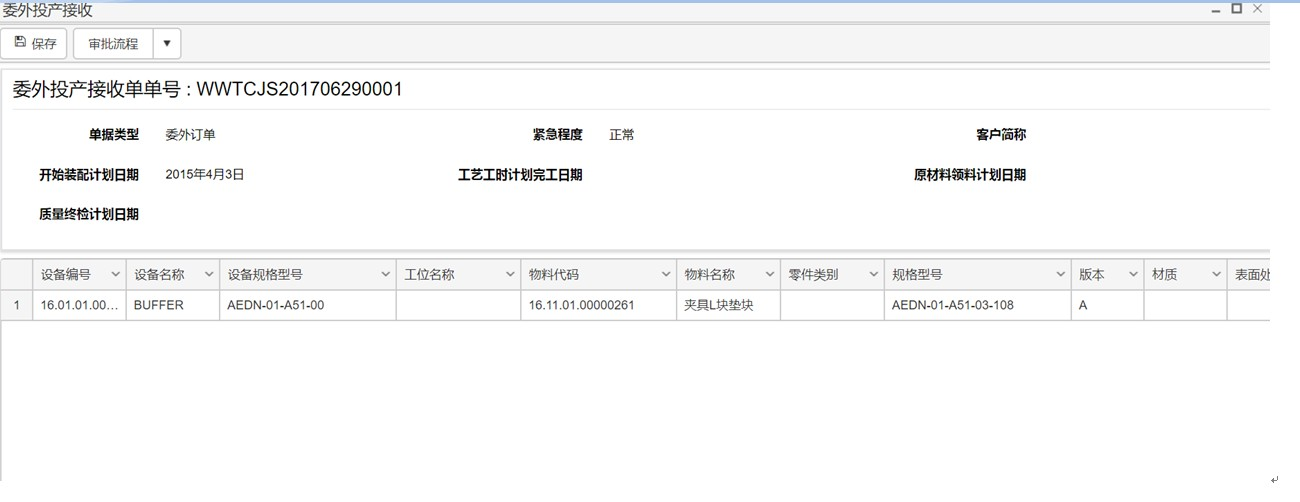 委外投产接收
保存 审批流程
委外投产接收单单号 : WWTCJS201706290001
单据类型 委外订单 紧急程度 正常 客户简称
开始装配计划日期 2015年4月3日 工艺工时计划完工日期 原材料领料计划日期
质量终检计划日期
设备编号 设备名称 设备规格型号 工位名称 物料代码 物料名称 零件类别 规格型号 版本 材质 表面处
1 16.01.01.00... BUFFER AEDN-01-A51-00 16.11.01.00000261 夹具L块垫块 AEDN-01-A51-03-108 A